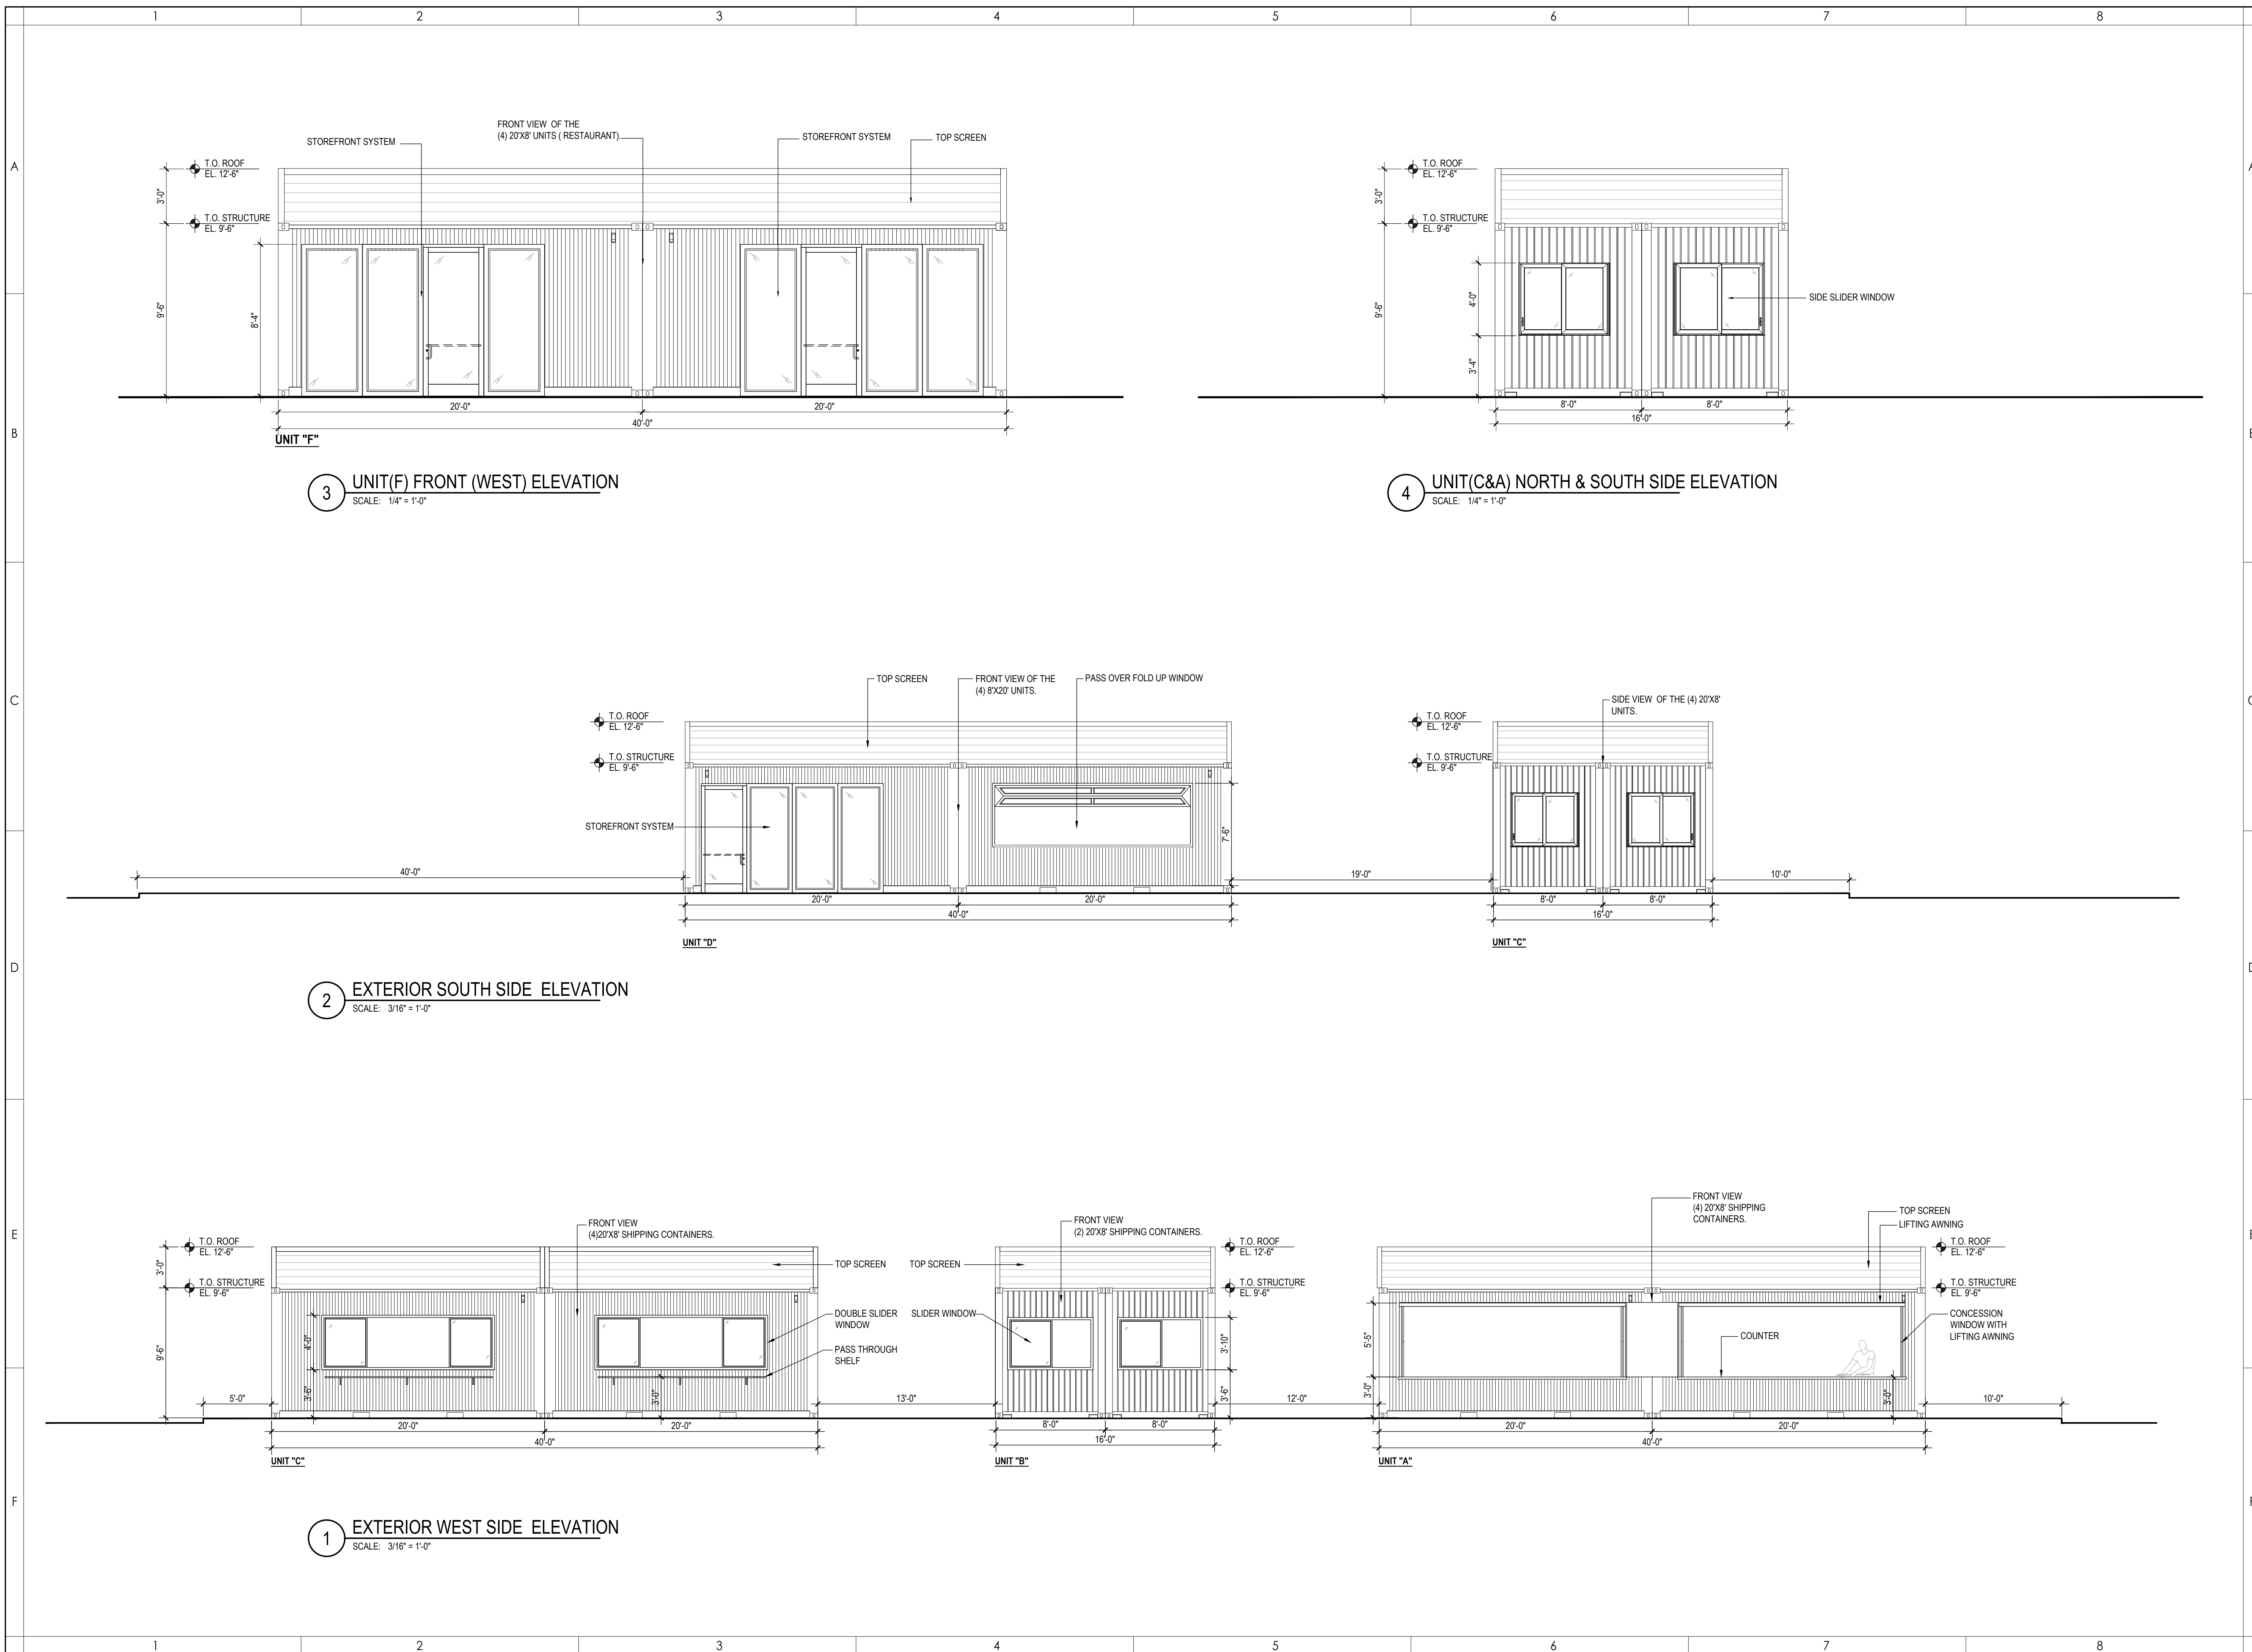 1 2 3 4 5 6 7 8
A
B
C
D
E
F
STOREFRONT SYSTEM
FRONT VIEW OF THE
(4) 20'X8' UNITS ( RESTAURANT).
STOREFRONT SYSTEM
TOP SCREEN
T.O. ROOF
EL. 12'-6"
T.O. STRUCTURE
EL. 9'-6"
3'-0"
9'-6"
8'-4"
20'-0"
20'-0"
40'-0"
UNIT "F"
3
UNIT(F) FRONT (WEST) ELEVATION
SCALE: 1/4" = 1'-0"
T.O. ROOF
EL. 12'-6"
T.O. STRUCTURE
EL. 9'-6"
3'-0"
9'-6"
4'-0"
3'-4"
SIDE SLIDER WINDOW
8'-0"
8'-0"
16'-0"
4
UNIT(C&A) NORTH & SOUTH SIDE ELEVATION
SCALE: 1/4" = 1'-0"
TOP SCREEN
FRONT VIEW OF THE
(4) 8'X20' UNITS.
PASS OVER FOLD UP WINDOW
T.O. ROOF
EL. 12'-6"
T.O. STRUCTURE
EL. 9'-6"
STOREFRONT SYSTEM
7'-6"
40'-0"
20'-0"
20'-0"
40'-0"
UNIT "D"
19'-0"
SIDE VIEW OF THE (4) 20'X8'
UNITS.
T.O. ROOF
EL. 12'-6"
T.O. STRUCTURE
EL. 9'-6"
10'-0"
8'-0"
8'-0"
16'-0"
UNIT "C"
2
EXTERIOR SOUTH SIDE ELEVATION
SCALE: 3/16" = 1'-0"
FRONT VIEW
(4)20'X8' SHIPPING CONTAINERS.
T.O. ROOF
EL. 12'-6"
T.O. STRUCTURE
EL. 9'-6"
3'-0"
9'-6"
4'-0"
3'-6"
3'-0"
5'-0"
TOP SCREEN
DOUBLE SLIDER
WINDOW
PASS THROUGH
SHELF
20'-0"
20'-0"
40'-0"
UNIT "C"
13'-0"
FRONT VIEW
(2) 20'X8' SHIPPING CONTAINERS.
TOP SCREEN
SLIDER WINDOW
T.O. ROOF
EL. 12'-6"
T.O. STRUCTURE
EL. 9'-6"
3'-10"
3'-6"
8'-0"
8'-0"
16'-0"
UNIT "B"
12'-0"
FRONT VIEW
(4) 20'X8' SHIPPING
CONTAINERS.
TOP SCREEN
LIFTING AWNING
T.O. ROOF
EL. 12'-6"
T.O. STRUCTURE
EL. 9'-6"
CONCESSION
WINDOW WITH
LIFTING AWNING
COUNTER
5'-5"
3'-0"
3'-0"
10'-0"
20'-0"
20'-0"
40'-0"
UNIT "A"
1
EXTERIOR WEST SIDE ELEVATION
SCALE: 3/16" = 1'-0"
1 2 3 4 5 6 7 8